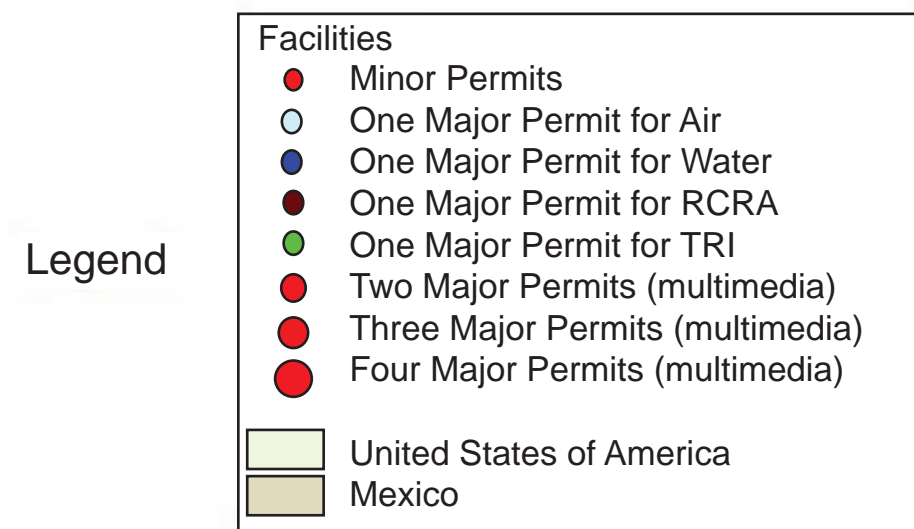 Legend
Facilities
Minor Permits
One Major Permit for Air
One Major Permit for Water
One Major Permit for RCRA
One Major Permit for TRI
Two Major Permits (multimedia)
Three Major Permits (multimedia)
Four Major Permits (multimedia)
United States of America
Mexico